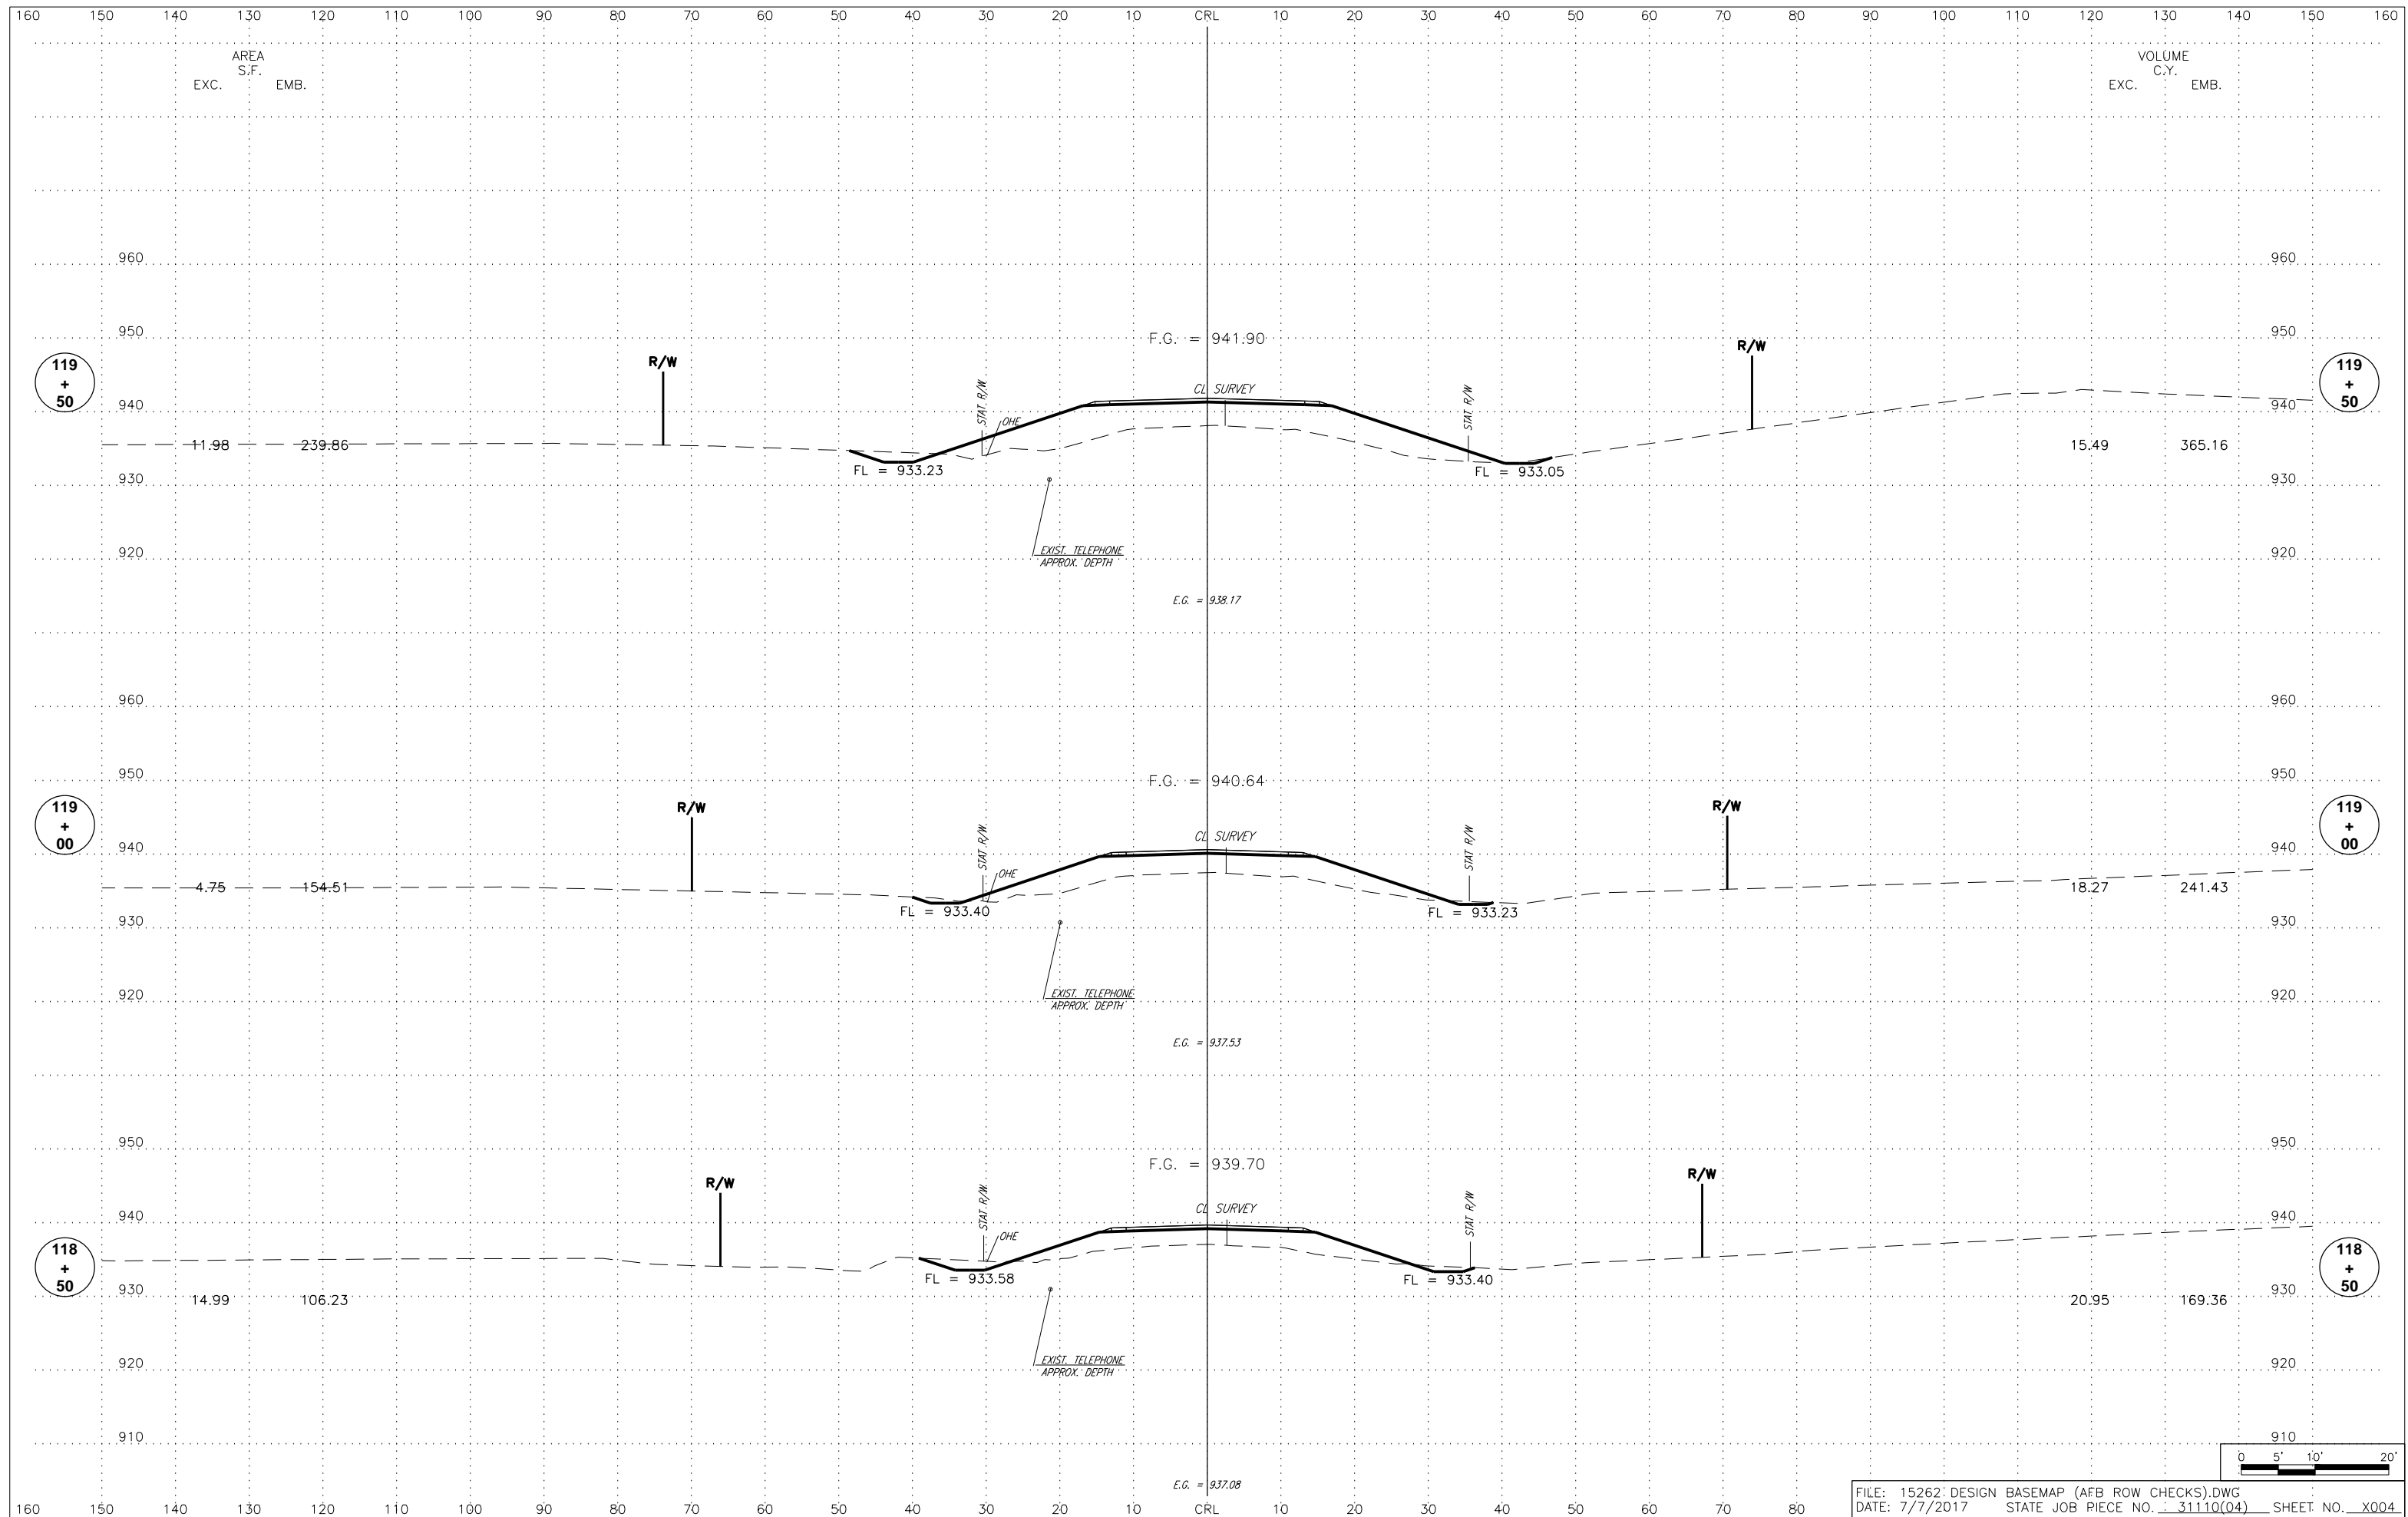 160 150 140 130 120 110 100 90 80 70 60 50 40 30 20 10 CRL 10 20 30 40 50 60 70 80 90 100 110 120 130 140 150 160
AREA
S.F.
EXC. EMB.
VOLUME
C.Y.
EXC. EMB.
960 960
950 F.G. = 941.90 950
119
+
50
R/W
STAT R/W
OHE
CL SURVEY
STAT R/W
R/W
119
+
50
940 940
11.98 239.86 15.49 365.16
FL = 933.23 FL = 933.05
930 930
EXIST. TELEPHONE
APPROX. DEPTH
920 920
E.G. = 938.17
960 960
950 F.G. = 940.64 950
119
+
00
R/W
STAT R/W
OHE
CL SURVEY
STAT R/W
R/W
119
+
00
940 940
4.75 154.51 18.27 241.43
FL = 933.40 FL = 933.23
930 930
EXIST. TELEPHONE
APPROX. DEPTH
920 920
E.G. = 937.53
950 950
F.G. = 939.70
R/W
STAT R/W
OHE
CL SURVEY
STAT R/W
R/W
940 940
118
+
50
118
+
50
FL = 933.58 FL = 933.40
930 930
14.99 106.23 20.95 169.36
EXIST. TELEPHONE
APPROX. DEPTH
920 920
910 910
E.G. = 937.08
0 5' 10' 20'
160 150 140 130 120 110 100 90 80 70 60 50 40 30 20 10 CRL 10 20 30 40 50 60 70 80
FILE: 15262 DESIGN BASEMAP (AFB ROW CHECKS).DWG
DATE: 7/7/2017 STATE JOB PIECE NO. 31110(04) SHEET NO. X004